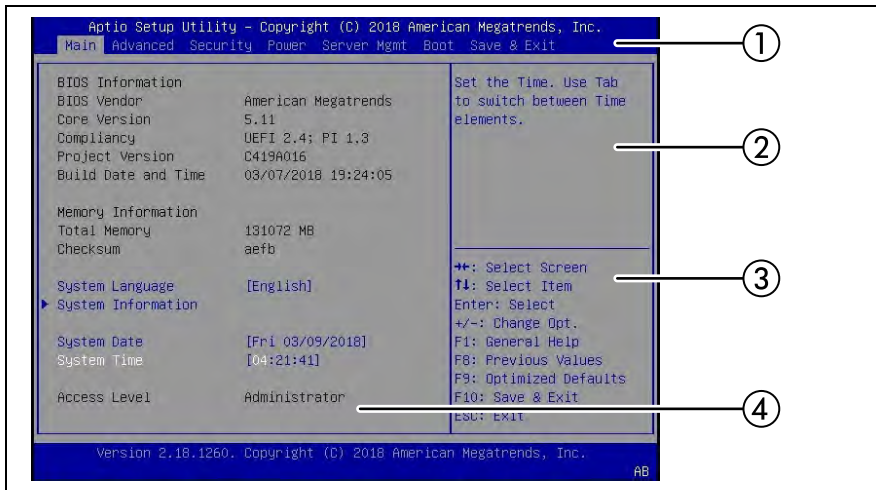 Aptio Setup Utility – Copyright (C) 2018 American Megatrends, Inc.
Main Advanced Security Power Server Mgmt Boot Save & Exit
①
BIOS Information
BIOS Vendor American Megatrends
Core Version 5.11
Compliancy UEFI 2.4; PI 1.3
Project Version C419A016
Build Date and Time 03/07/2018 19:24:05
Memory Information
Total Memory 131072 MB
Checksum aefb
System Language [English]
System Information
System Date [Fri 03/09/2018]
System Time [04:21:41]
Access Level Administrator
Set the Time. Use Tab
to switch between Time
elements.
②
→←: Select Screen
↑↓: Select Item
Enter: Select
+/-: Change Opt.
F1: General Help
F8: Previous Values
F9: Optimized Defaults
F10: Save & Exit
ESC: Exit
③
④
Version 2.18.1260. Copyright (C) 2018 American Megatrends, Inc.
AB